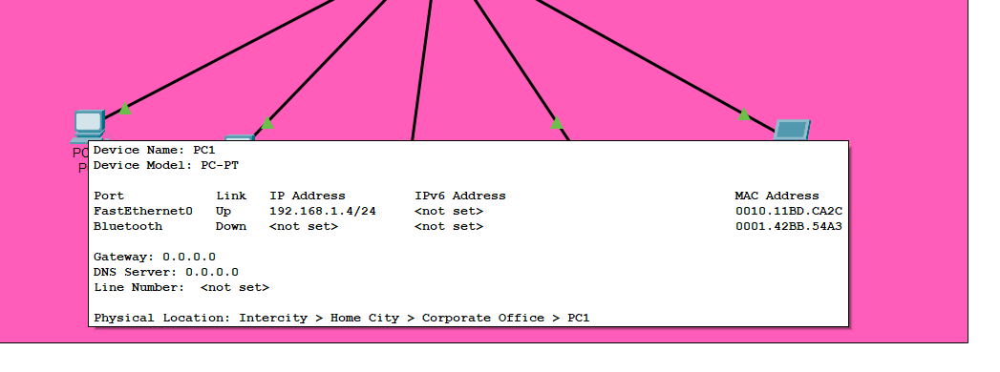 PC
P
Device Name: PC1
Device Model: PC-PT
Port Link IP Address IPv6 Address MAC Address
FastEthernet0 Up 192.168.1.4/24 <not set> 0010.11BD.CA2C
Bluetooth Down <not set> <not set> 0001.42BB.54A3
Gateway: 0.0.0.0
DNS Server: 0.0.0.0
Line Number: <not set>
Physical Location: Intercity > Home City > Corporate Office > PC1